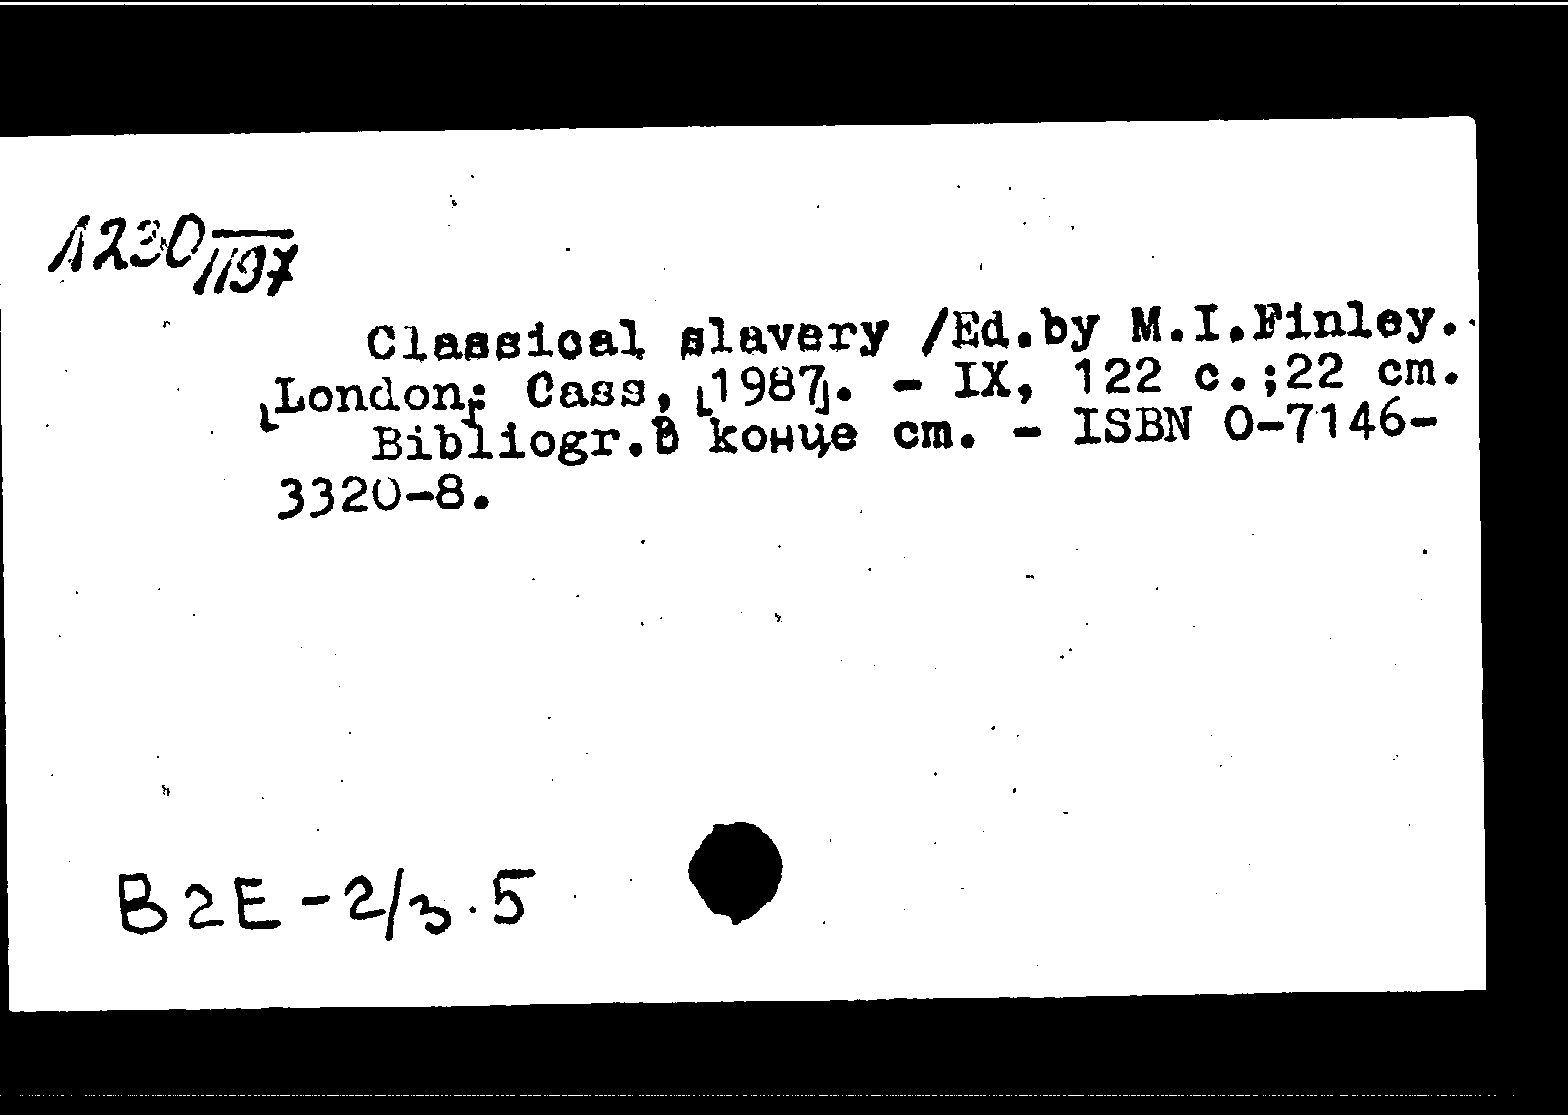 1230/1197
Classical slavery /Ed.by M.I.Finley.-
[London]: Cass, [1987]. - IX, 122 c.;22 cm.
Bibliogr.в конце ст. - ISBN 0-7146-
3320-8.
B2E-2/3.5